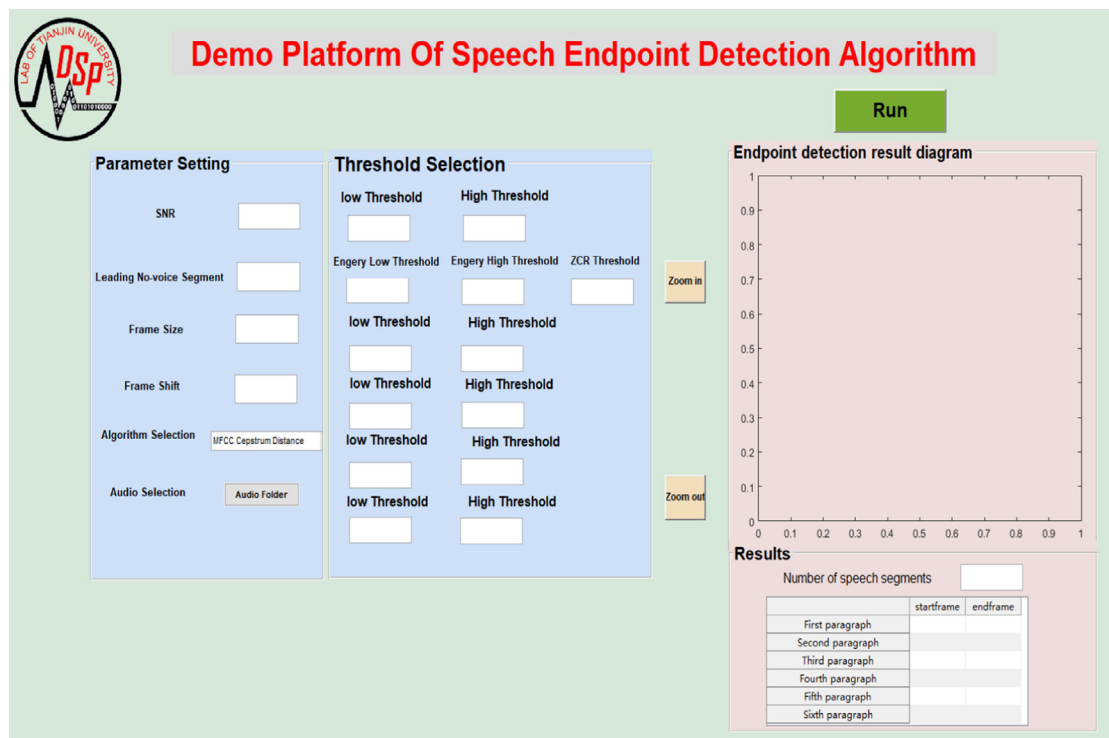 LAB OF TIANJIN UNIVERSITY
DSP
01101010000
Demo Platform Of Speech Endpoint Detection Algorithm
Run
Parameter Setting
SNR
Leading No-voice Segment
Frame Size
Frame Shift
Algorithm Selection
MFCC Cepstrum Distance
Audio Selection
Audio Folder
Threshold Selection
low Threshold
High Threshold
Engery Low Threshold
Engery High Threshold
ZCR Threshold
low Threshold
High Threshold
low Threshold
High Threshold
low Threshold
High Threshold
low Threshold
High Threshold
Zoom in
Zoom out
Endpoint detection result diagram
1
0.9
0.8
0.7
0.6
0.5
0.4
0.3
0.2
0.1
0
0 0.1 0.2 0.3 0.4 0.5 0.6 0.7 0.8 0.9 1
Results
Number of speech segments
startframe endframe
First paragraph
Second paragraph
Third paragraph
Fourth paragraph
Fifth paragraph
Sixth paragraph